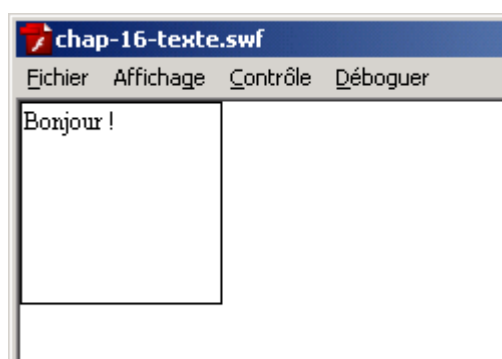 chap-16-texte.swf
Fichier Affichage Contrôle Déboguer
Bonjour !